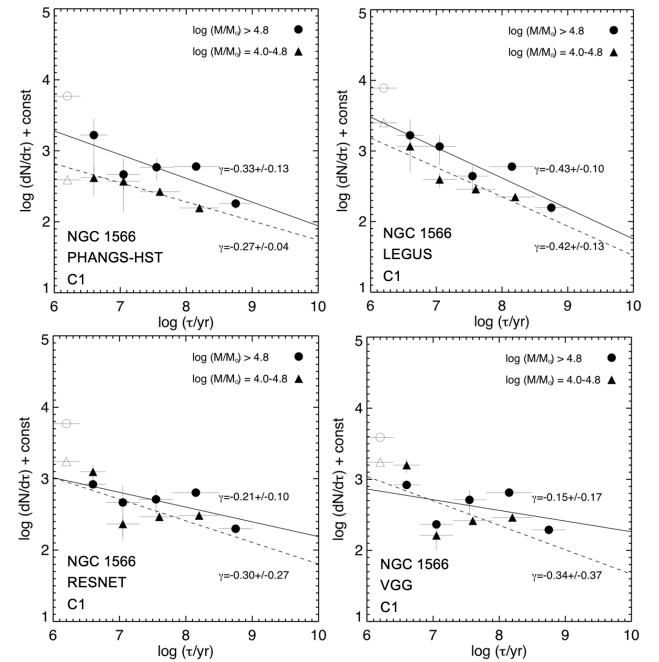 5
4
3
2
1
log (dN/dτ) + const
log (M/M☉) > 4.8 ●
log (M/M☉) = 4.0-4.8 ▲
γ=-0.33+/-0.13
γ=-0.27+/-0.04
NGC 1566
PHANGS-HST
C1
6 7 8 9 10
log (τ/yr)
5
4
3
2
1
log (dN/dτ) + const
log (M/M☉) > 4.8 ●
log (M/M☉) = 4.0-4.8 ▲
γ=-0.43+/-0.10
γ=-0.42+/-0.13
NGC 1566
LEGUS
C1
6 7 8 9 10
log (τ/yr)
5
4
3
2
1
log (dN/dτ) + const
log (M/M☉) > 4.8 ●
log (M/M☉) = 4.0-4.8 ▲
γ=-0.21+/-0.10
γ=-0.30+/-0.27
NGC 1566
RESNET
C1
6 7 8 9 10
log (τ/yr)
5
4
3
2
1
log (dN/dτ) + const
log (M/M☉) > 4.8 ●
log (M/M☉) = 4.0-4.8 ▲
γ=-0.15+/-0.17
γ=-0.34+/-0.37
NGC 1566
VGG
C1
6 7 8 9 10
log (τ/yr)